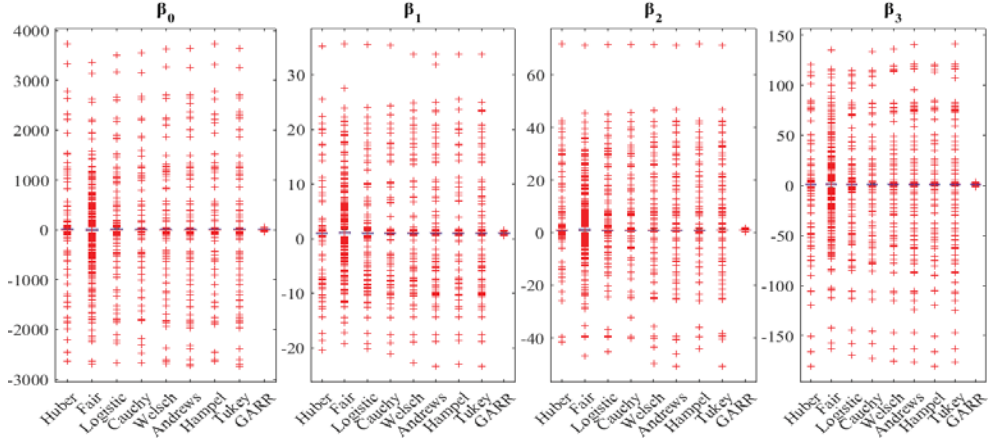 β0 β1 β2 β3
4000 3000 2000 1000 0 -1000 -2000 -3000
Huber Fair Logistic Cauchy Welsch Andrews Hampel Tukey GARR
30 20 10 0 -10 -20
Huber Fair Logistic Cauchy Welsch Andrews Hampel Tukey GARR
60 40 20 0 -20 -40
Huber Fair Logistic Cauchy Welsch Andrews Hampel Tukey GARR
150 100 50 0 -50 -100 -150
Huber Fair Logistic Cauchy Welsch Andrews Hampel Tukey GARR